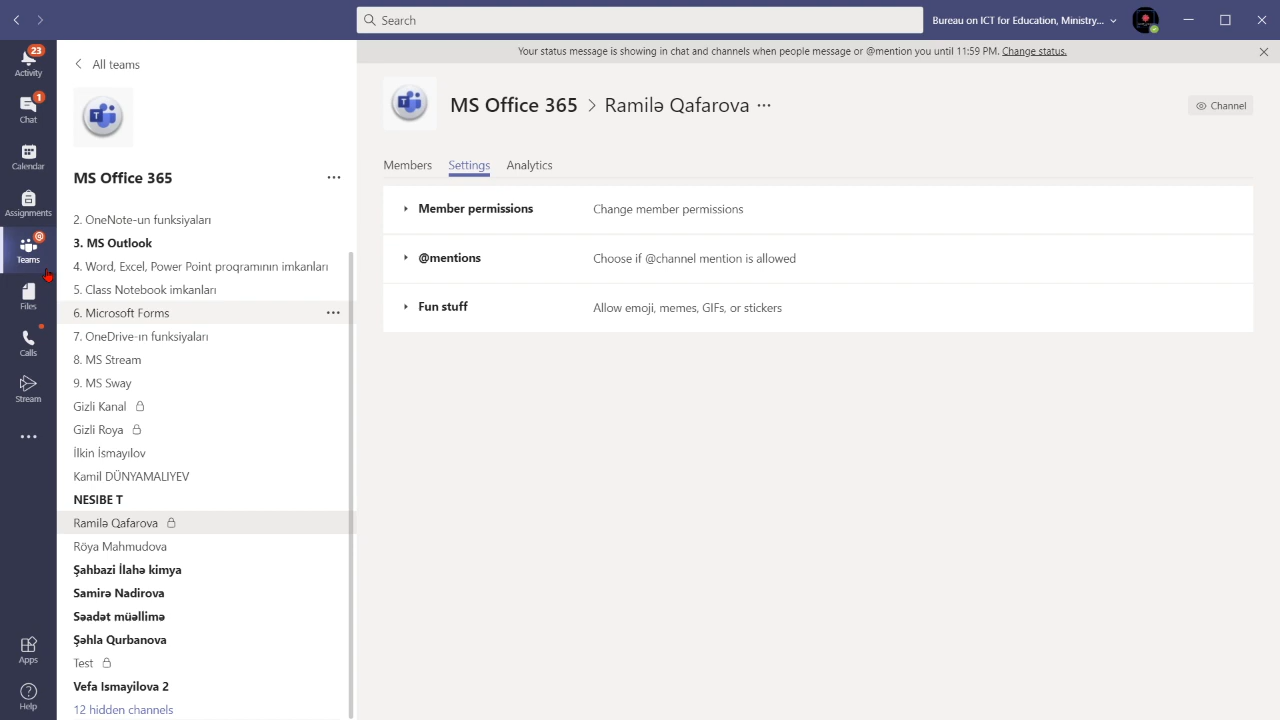 Search
Bureau on ICT for Education, Ministry...
23
Activity
1
Chat
Calendar
Assignments
Teams
Files
Calls
Stream
Apps
Help
All teams
MS Office 365
2. OneNote-un funksiyaları
3. MS Outlook
4. Word, Excel, Power Point proqramının imkanları
5. Class Notebook imkanları
6. Microsoft Forms
7. OneDrive-ın funksiyaları
8. MS Stream
9. MS Sway
Gizli Kanal
Gizli Roya
İlkin İsmayılov
Kamil DÜNYAMALIYEV
NESIBE T
Ramilə Qafarova
Röya Mahmudova
Şahbazi İlahə kimya
Samirə Nadirova
Səadət müəllimə
Şəhla Qurbanova
Test
Vefa Ismayilova 2
12 hidden channels
Your status message is showing in chat and channels when people message or @mention you until 11:59 PM. Change status.
MS Office 365 > Ramilə Qafarova ...
Channel
Members Settings Analytics
Member permissions Change member permissions
@mentions Choose if @channel mention is allowed
Fun stuff Allow emoji, memes, GIFs, or stickers